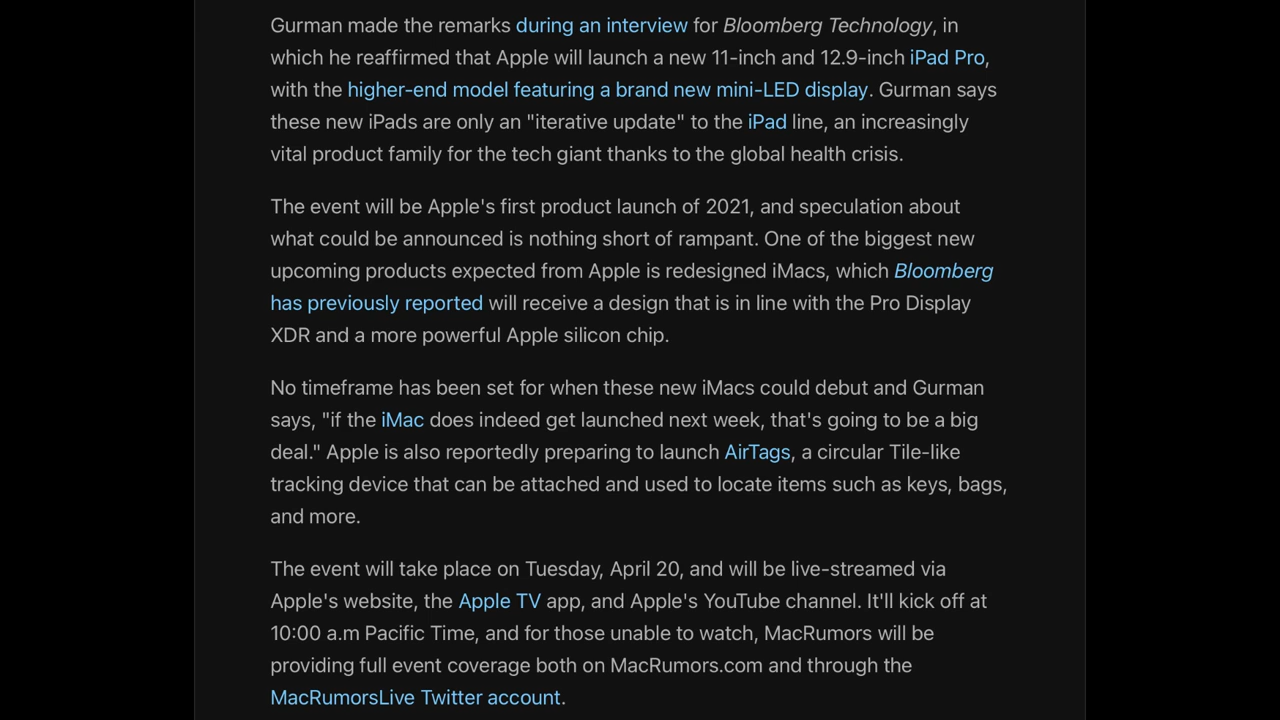 Gurman made the remarks during an interview for Bloomberg Technology, in
which he reaffirmed that Apple will launch a new 11-inch and 12.9-inch iPad Pro,
with the higher-end model featuring a brand new mini-LED display. Gurman says
these new iPads are only an "iterative update" to the iPad line, an increasingly
vital product family for the tech giant thanks to the global health crisis.
The event will be Apple's first product launch of 2021, and speculation about
what could be announced is nothing short of rampant. One of the biggest new
upcoming products expected from Apple is redesigned iMacs, which Bloomberg
has previously reported will receive a design that is in line with the Pro Display
XDR and a more powerful Apple silicon chip.
No timeframe has been set for when these new iMacs could debut and Gurman
says, "if the iMac does indeed get launched next week, that's going to be a big
deal." Apple is also reportedly preparing to launch AirTags, a circular Tile-like
tracking device that can be attached and used to locate items such as keys, bags,
and more.
The event will take place on Tuesday, April 20, and will be live-streamed via
Apple's website, the Apple TV app, and Apple's YouTube channel. It'll kick off at
10:00 a.m Pacific Time, and for those unable to watch, MacRumors will be
providing full event coverage both on MacRumors.com and through the
MacRumorsLive Twitter account.